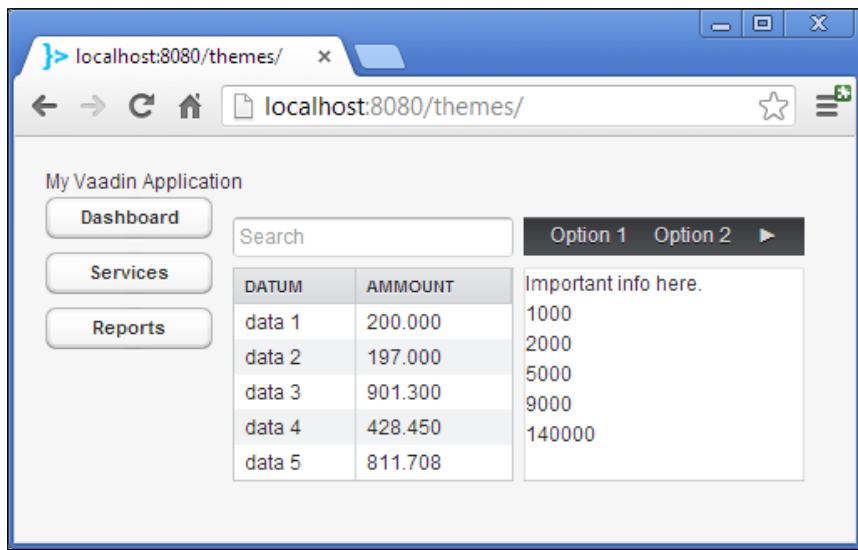 localhost:8080/themes/
localhost:8080/themes/
My Vaadin Application
Dashboard
Services
Reports
Search
DATUM AMMOUNT
data 1 200.000
data 2 197.000
data 3 901.300
data 4 428.450
data 5 811.708
Option 1 Option 2
Important info here.
1000
2000
5000
9000
140000